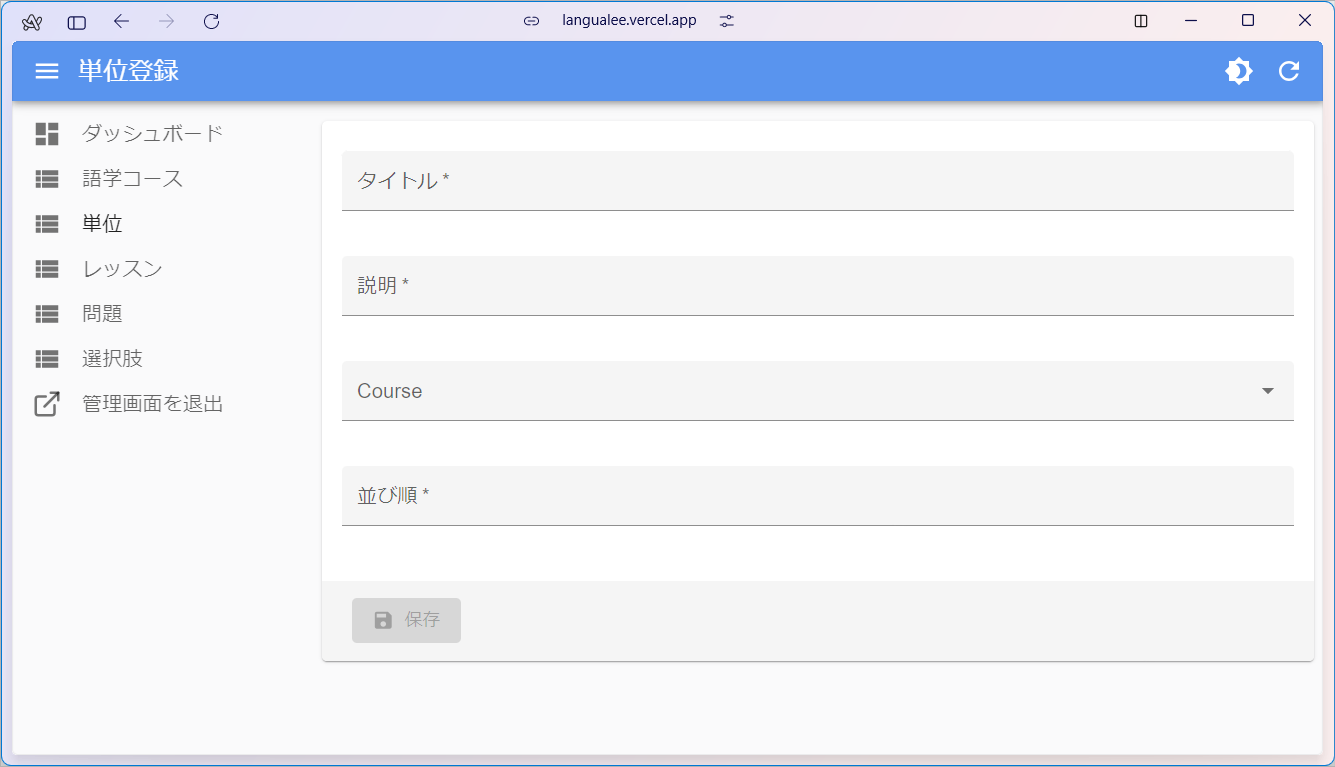 langualee.vercel.app
単位登録
ダッシュボード
語学コース
単位
レッスン
問題
選択肢
管理画面を退出
タイトル *
説明 *
Course
並び順 *
保存